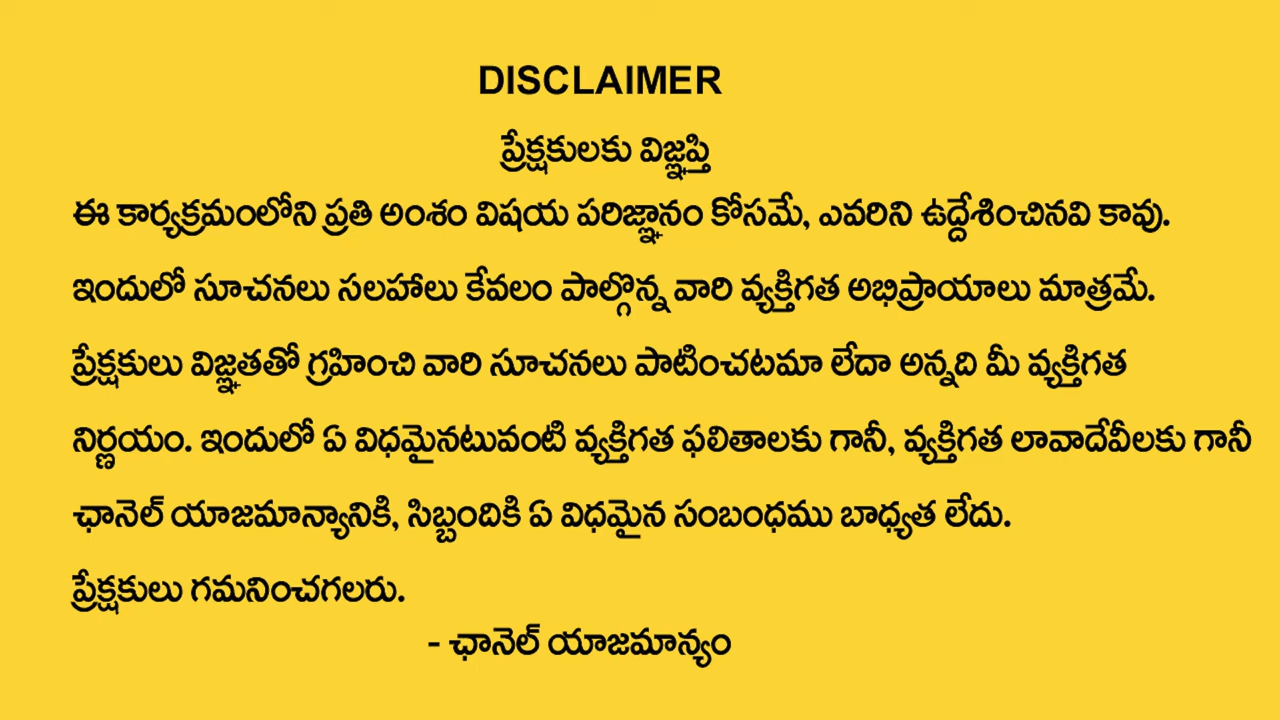 DISCLAIMER
ప్రేక్షకులకు విజ్ఞప్తి
ఈ కార్యక్రమంలోని ప్రతి అంశం విషయ పరిజ్ఞానం కోసమే, ఎవరిని ఉద్దేశించినవి కావు.
ఇందులో సూచనలు సలహాలు కేవలం పాల్గొన్న వారి వ్యక్తిగత అభిప్రాయాలు మాత్రమే.
ప్రేక్షకులు విజ్ఞతతో గ్రహించి వారి సూచనలు పాటించటమా లేదా అన్నది మీ వ్యక్తిగత
నిర్ణయం. ఇందులో ఏ విధమైనటువంటి వ్యక్తిగత ఫలితాలకు గానీ, వ్యక్తిగత లావాదేవీలకు గానీ
ఛానెల్ యాజమాన్యానికి, సిబ్బందికి ఏ విధమైన సంబంధము బాధ్యత లేదు.
ప్రేక్షకులు గమనించగలరు.
- ఛానెల్ యాజమాన్యం